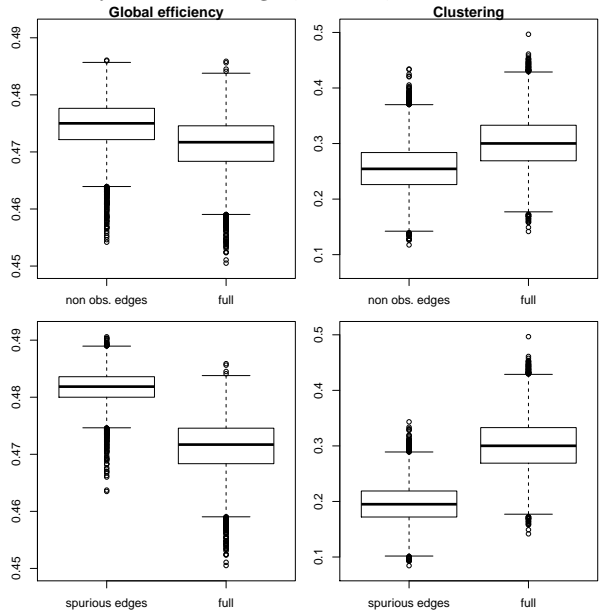 Global efficiency
Clustering
0.49
0.48
0.47
0.46
0.45
non obs. edges
full
0.5
0.4
0.3
0.2
0.1
non obs. edges
full
0.49
0.48
0.47
0.46
0.45
spurious edges
full
0.5
0.4
0.3
0.2
0.1
spurious edges
full